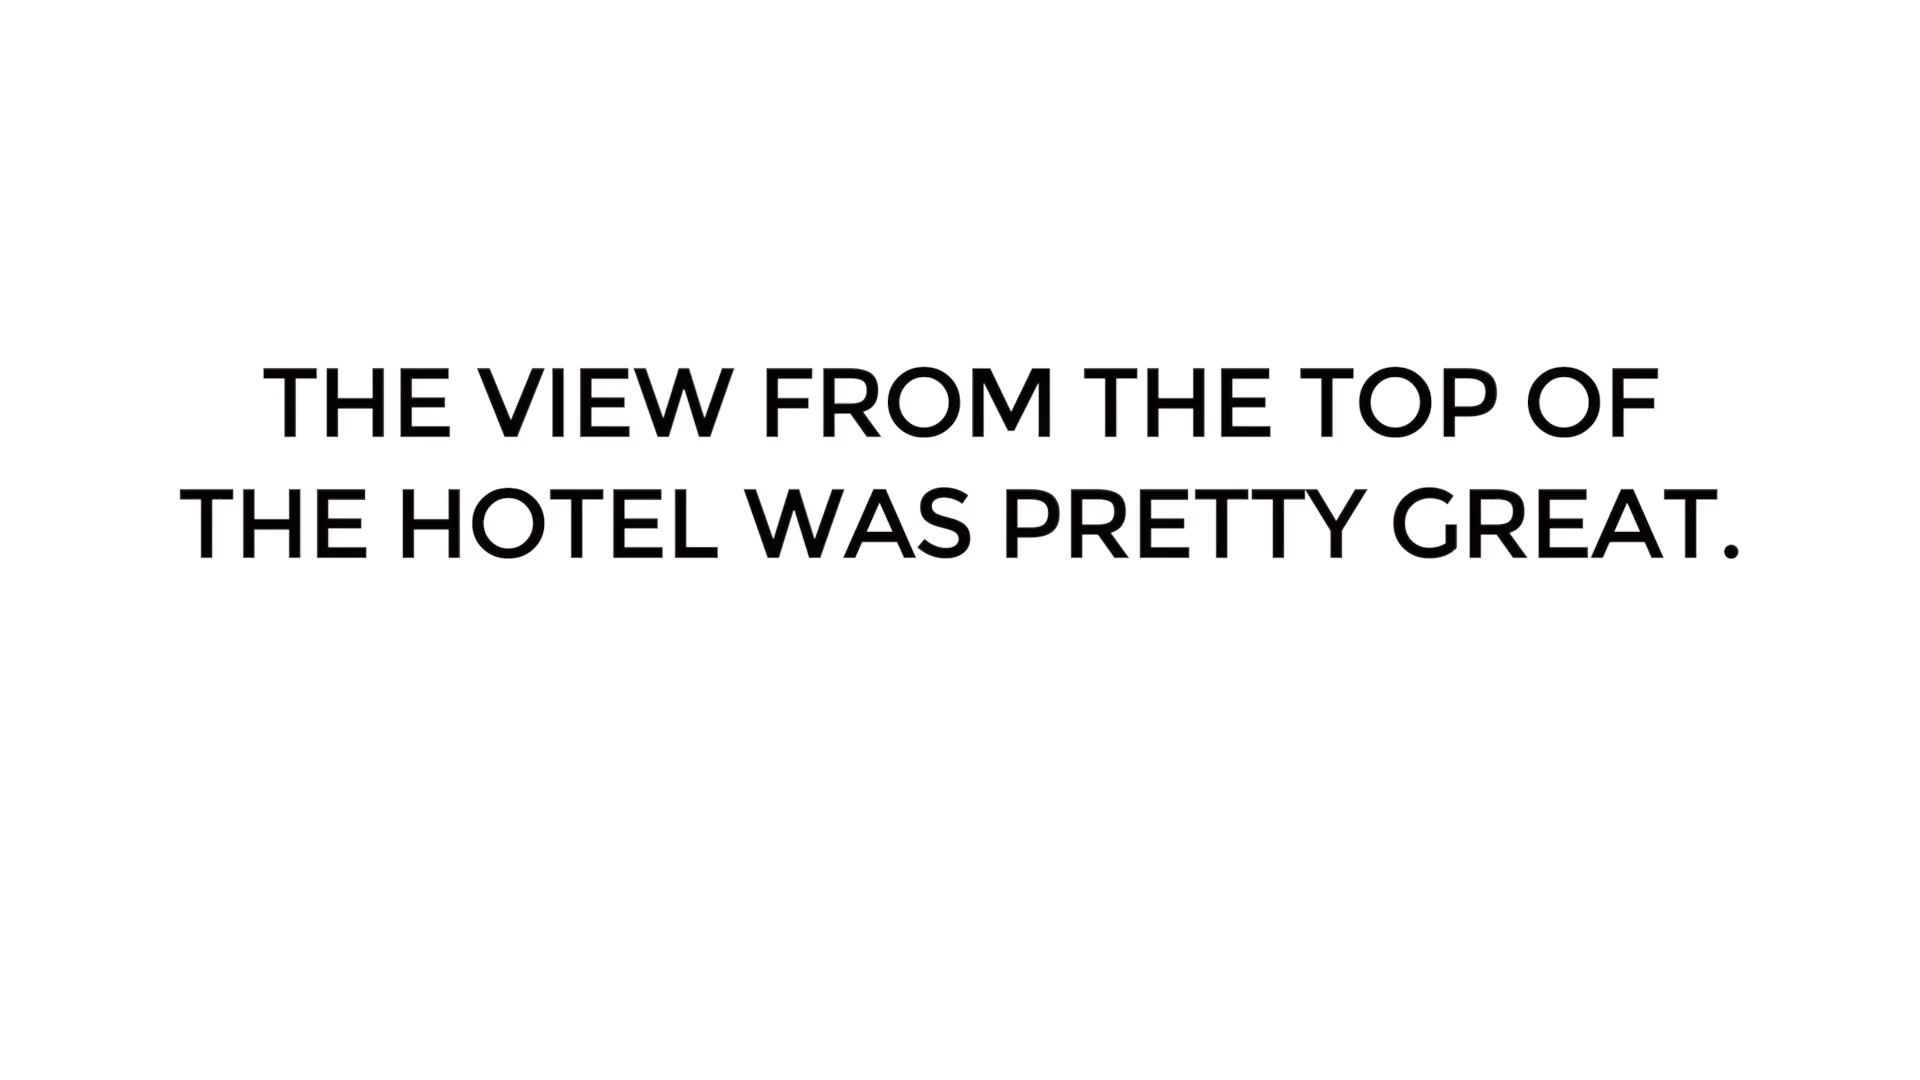 THE VIEW FROM THE TOP OF
THE HOTEL WAS PRETTY GREAT.